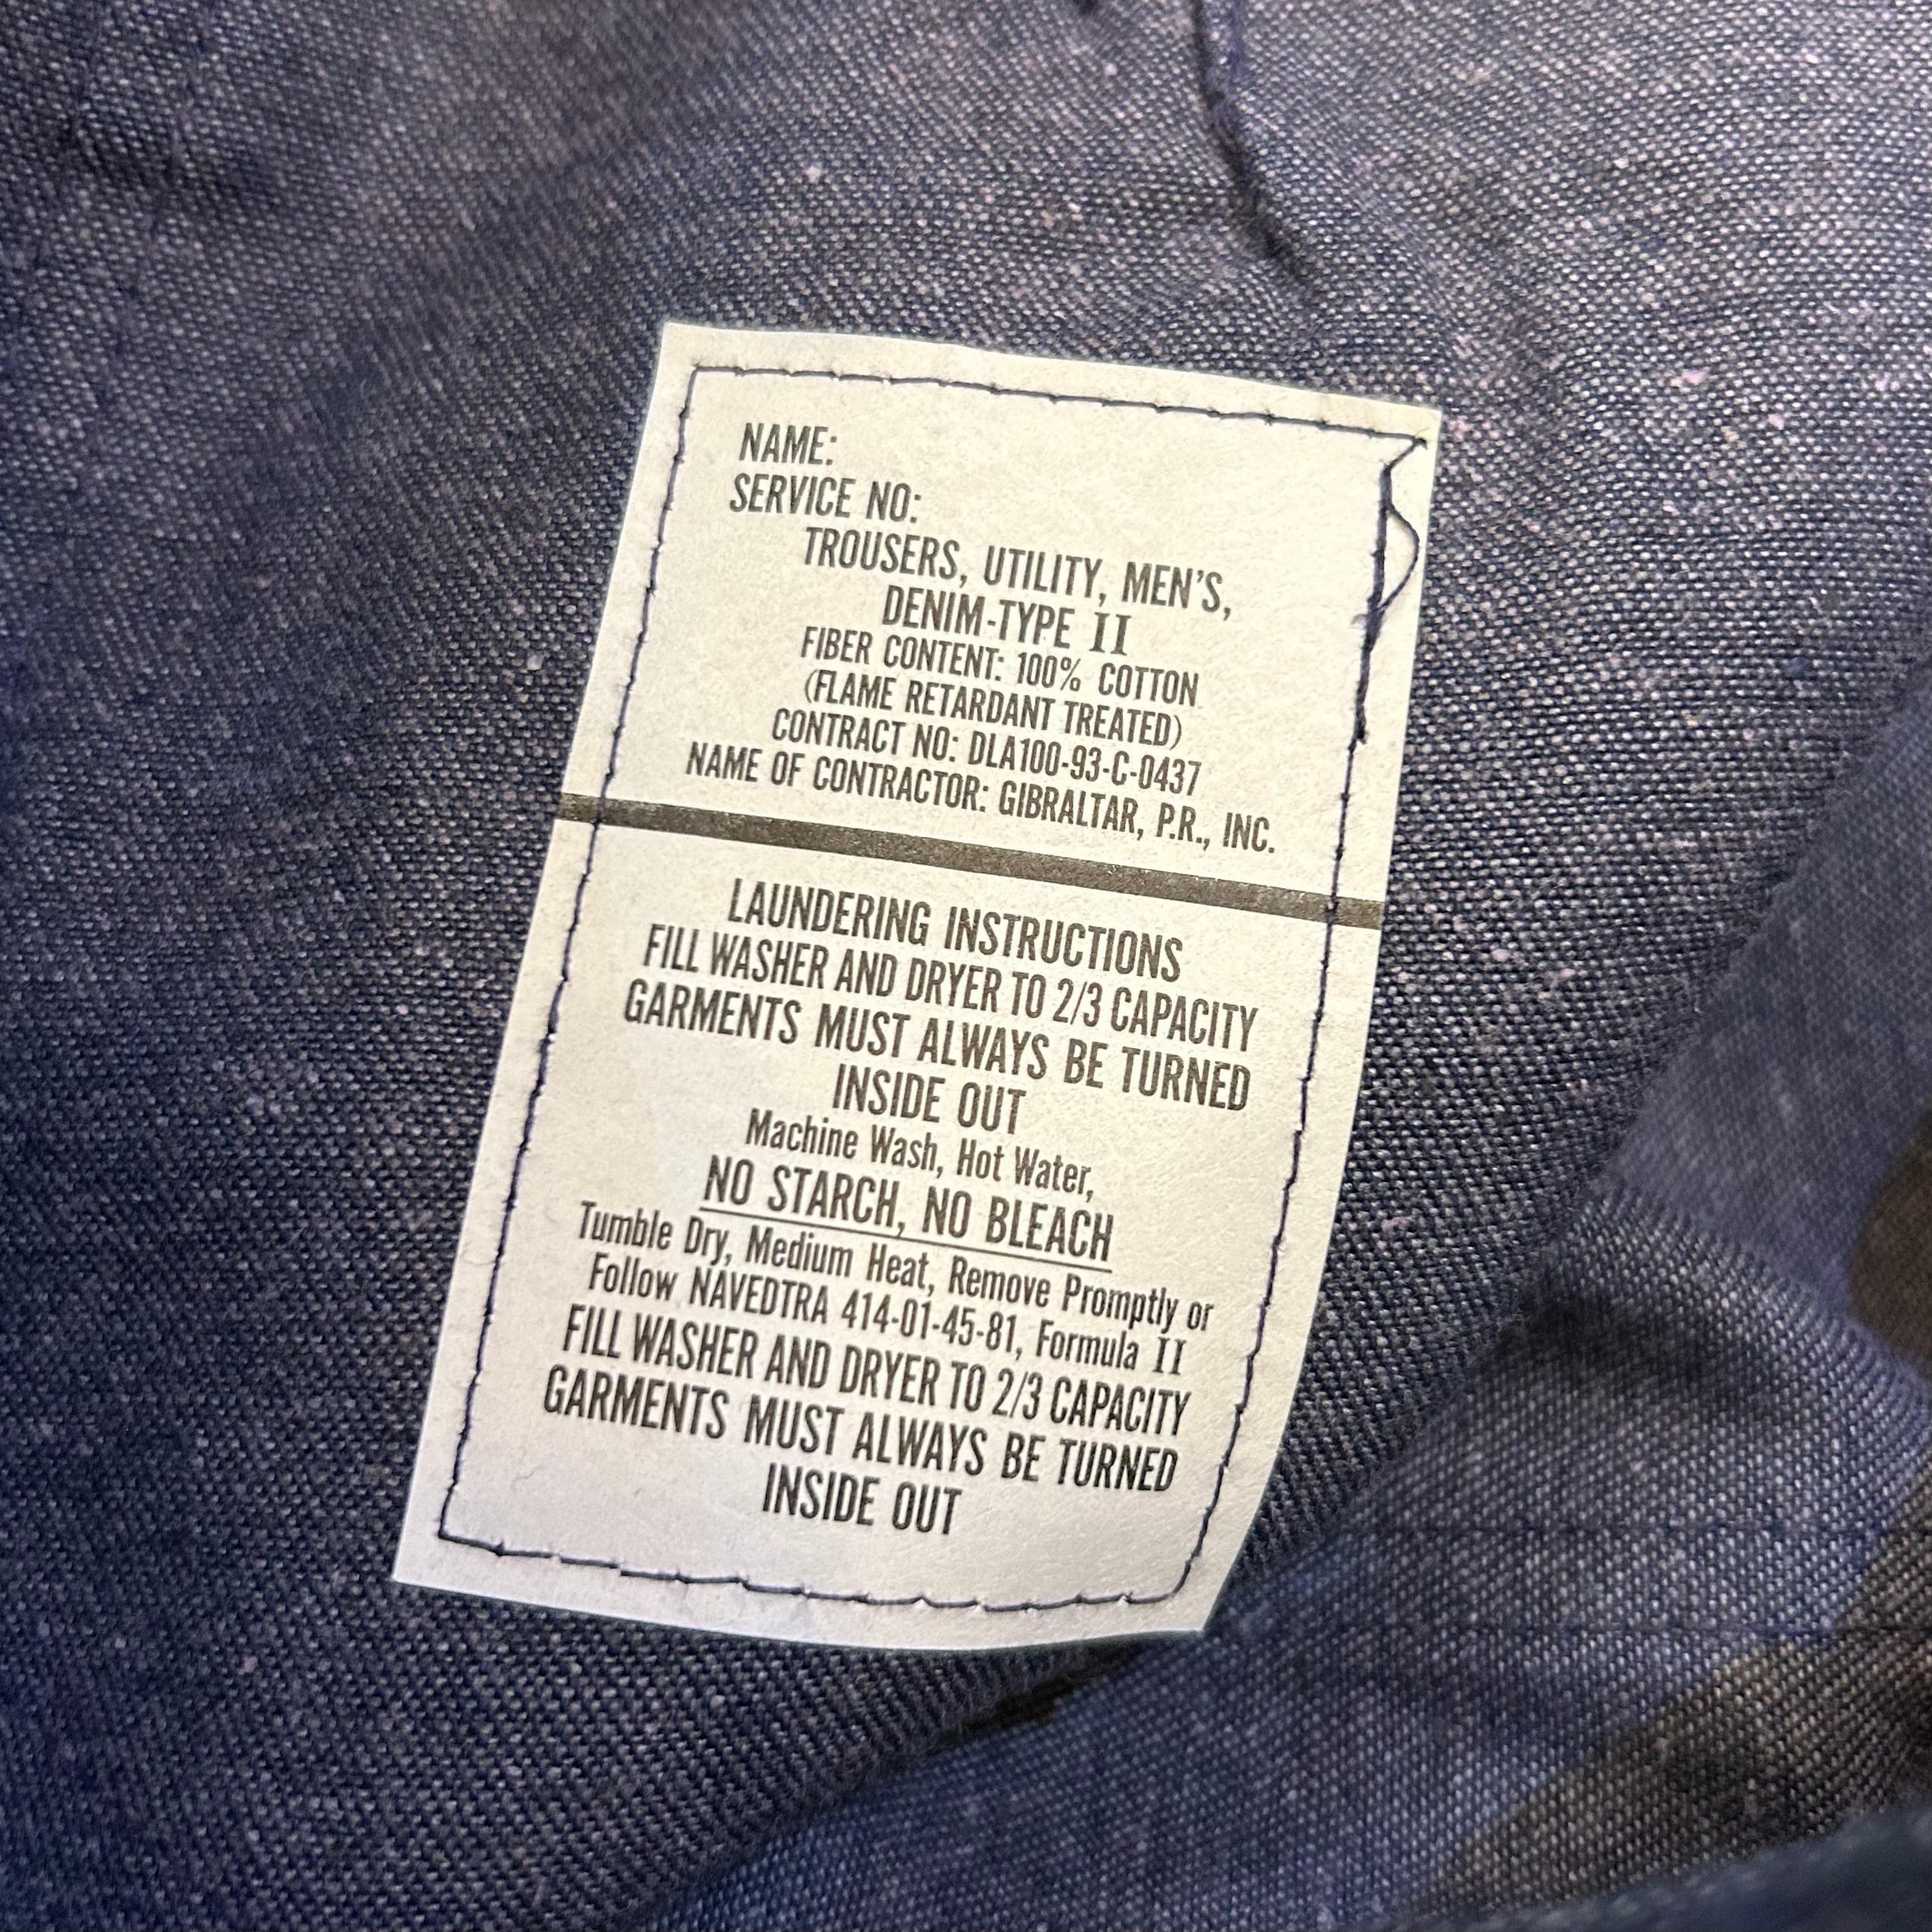 NAME:
SERVICE NO:
TROUSERS, UTILITY, MEN'S,
DENIM-TYPE II
FIBER CONTENT: 100% COTTON
(FLAME RETARDANT TREATED)
CONTRACT NO: DLA100-93-C-0437
NAME OF CONTRACTOR: GIBRALTAR, P.R., INC.
LAUNDERING INSTRUCTIONS
FILL WASHER AND DRYER TO 2/3 CAPACITY
GARMENTS MUST ALWAYS BE TURNED
INSIDE OUT
Machine Wash, Hot Water,
NO STARCH, NO BLEACH
Tumble Dry, Medium Heat, Remove Promptly or
Follow NAVEDTRA 414-01-45-81, Formula II
FILL WASHER AND DRYER TO 2/3 CAPACITY
GARMENTS MUST ALWAYS BE TURNED
INSIDE OUT